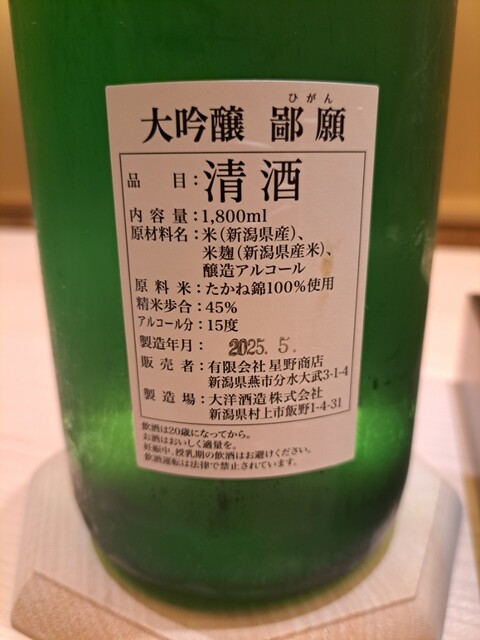 ひがん
大吟醸 鄙願
品目：清酒
内容量：1,800ml
原材料名：米（新潟県産）、
米麹（新潟県産米）、
醸造アルコール
原料米：たかね錦100%使用
精米歩合：45%
アルコール分：15度
製造年月：2025. 5.
販売者：有限会社星野商店
新潟県燕市分水大武3-1-4
製造場：大洋酒造株式会社
新潟県村上市飯野1-4-31
飲酒は20歳になってから。
お酒はおいしく適量を。
妊娠中、授乳期の飲酒はお避けください。
飲酒運転は法律で禁止されています。